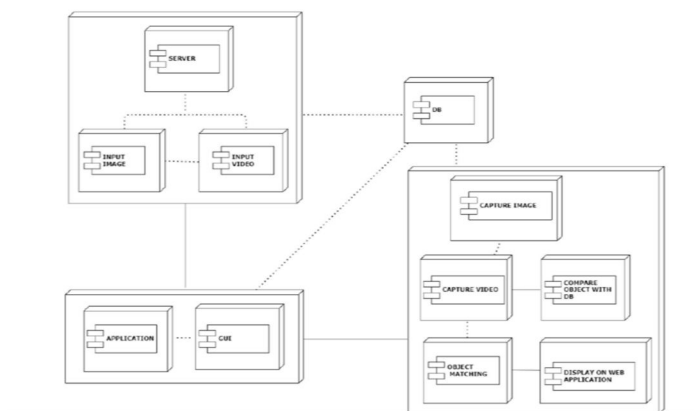 SERVER
DB
INPUT
IMAGE
INPUT
VIDEO
CAPTURE IMAGE
CAPTURE VIDEO
COMPARE
OBJECT WITH
DB
APPLICATION
GUI
OBJECT
MATCHING
DISPLAY ON WEB
APPLICATION